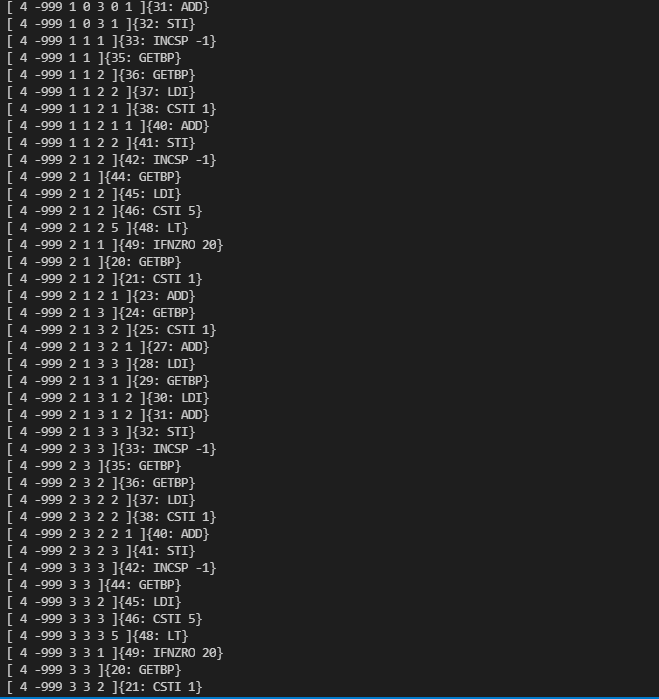 [ 4 -999 1 0 3 0 1 ]{31: ADD}
[ 4 -999 1 0 3 1 ]{32: STI}
[ 4 -999 1 1 1 ]{33: INCSP -1}
[ 4 -999 1 1 ]{35: GETBP}
[ 4 -999 1 1 2 ]{36: GETBP}
[ 4 -999 1 1 2 2 ]{37: LDI}
[ 4 -999 1 1 2 1 ]{38: CSTI 1}
[ 4 -999 1 1 2 1 1 ]{40: ADD}
[ 4 -999 1 1 2 2 ]{41: STI}
[ 4 -999 2 1 2 ]{42: INCSP -1}
[ 4 -999 2 1 ]{44: GETBP}
[ 4 -999 2 1 2 ]{45: LDI}
[ 4 -999 2 1 2 ]{46: CSTI 5}
[ 4 -999 2 1 2 5 ]{48: LT}
[ 4 -999 2 1 1 ]{49: IFNZRO 20}
[ 4 -999 2 1 ]{20: GETBP}
[ 4 -999 2 1 2 ]{21: CSTI 1}
[ 4 -999 2 1 2 1 ]{23: ADD}
[ 4 -999 2 1 3 ]{24: GETBP}
[ 4 -999 2 1 3 2 ]{25: CSTI 1}
[ 4 -999 2 1 3 2 1 ]{27: ADD}
[ 4 -999 2 1 3 3 ]{28: LDI}
[ 4 -999 2 1 3 1 ]{29: GETBP}
[ 4 -999 2 1 3 1 2 ]{30: LDI}
[ 4 -999 2 1 3 1 2 ]{31: ADD}
[ 4 -999 2 1 3 3 ]{32: STI}
[ 4 -999 2 3 3 ]{33: INCSP -1}
[ 4 -999 2 3 ]{35: GETBP}
[ 4 -999 2 3 2 ]{36: GETBP}
[ 4 -999 2 3 2 2 ]{37: LDI}
[ 4 -999 2 3 2 2 ]{38: CSTI 1}
[ 4 -999 2 3 2 2 1 ]{40: ADD}
[ 4 -999 2 3 2 3 ]{41: STI}
[ 4 -999 3 3 3 ]{42: INCSP -1}
[ 4 -999 3 3 ]{44: GETBP}
[ 4 -999 3 3 2 ]{45: LDI}
[ 4 -999 3 3 3 ]{46: CSTI 5}
[ 4 -999 3 3 3 5 ]{48: LT}
[ 4 -999 3 3 1 ]{49: IFNZRO 20}
[ 4 -999 3 3 ]{20: GETBP}
[ 4 -999 3 3 2 ]{21: CSTI 1}